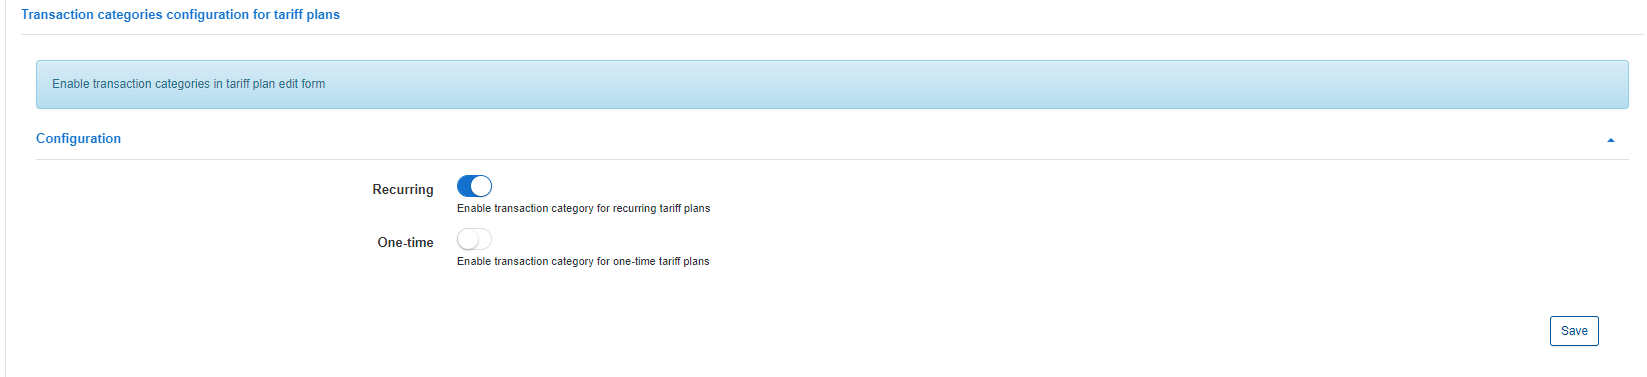 Transaction categories configuration for tariff plans
Enable transaction categories in tariff plan edit form
Configuration
Recurring
Enable transaction category for recurring tariff plans
One-time
Enable transaction category for one-time tariff plans
Save